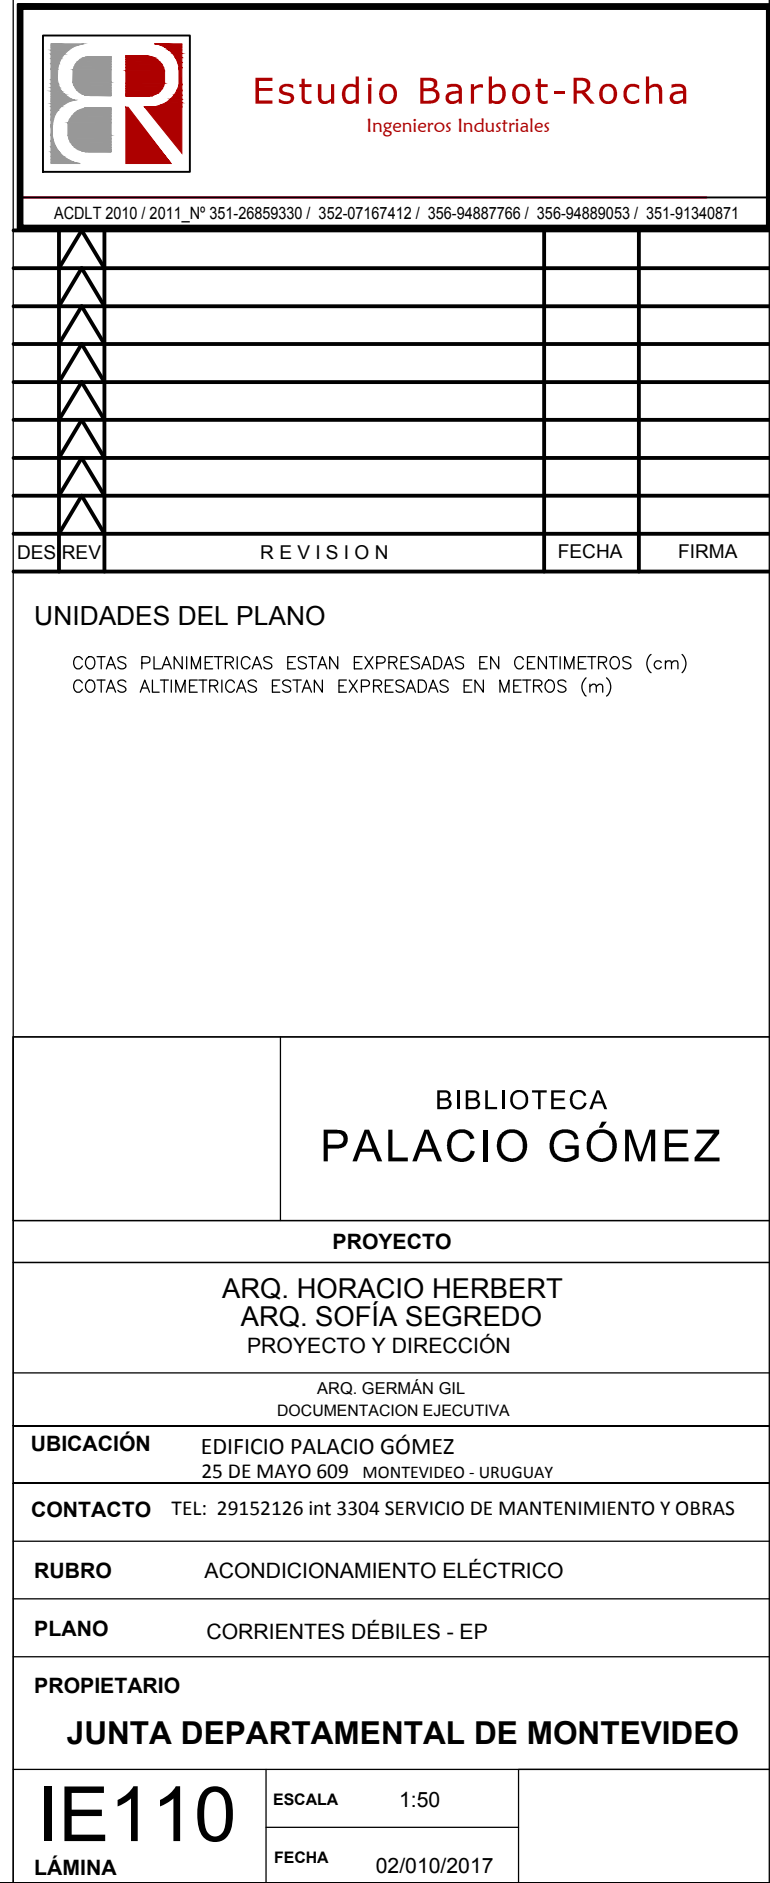 BR
Estudio Barbot-Rocha
Ingenieros Industriales
ACDLT 2010 / 2011_Nº 351-26859330 / 352-07167412 / 356-94887766 / 356-94889053 / 351-91340871
DES REV REVISION FECHA FIRMA
UNIDADES DEL PLANO
COTAS PLANIMETRICAS ESTAN EXPRESADAS EN CENTIMETROS (cm)
COTAS ALTIMETRICAS ESTAN EXPRESADAS EN METROS (m)
BIBLIOTECA
PALACIO GÓMEZ
PROYECTO
ARQ. HORACIO HERBERT
ARQ. SOFÍA SEGREDO
PROYECTO Y DIRECCIÓN
ARQ. GERMÁN GIL
DOCUMENTACION EJECUTIVA
UBICACIÓN EDIFICIO PALACIO GÓMEZ
25 DE MAYO 609 MONTEVIDEO - URUGUAY
CONTACTO TEL: 29152126 int 3304 SERVICIO DE MANTENIMIENTO Y OBRAS
RUBRO ACONDICIONAMIENTO ELÉCTRICO
PLANO CORRIENTES DÉBILES - EP
PROPIETARIO
JUNTA DEPARTAMENTAL DE MONTEVIDEO
IE110
LÁMINA
ESCALA 1:50
FECHA 02/010/2017